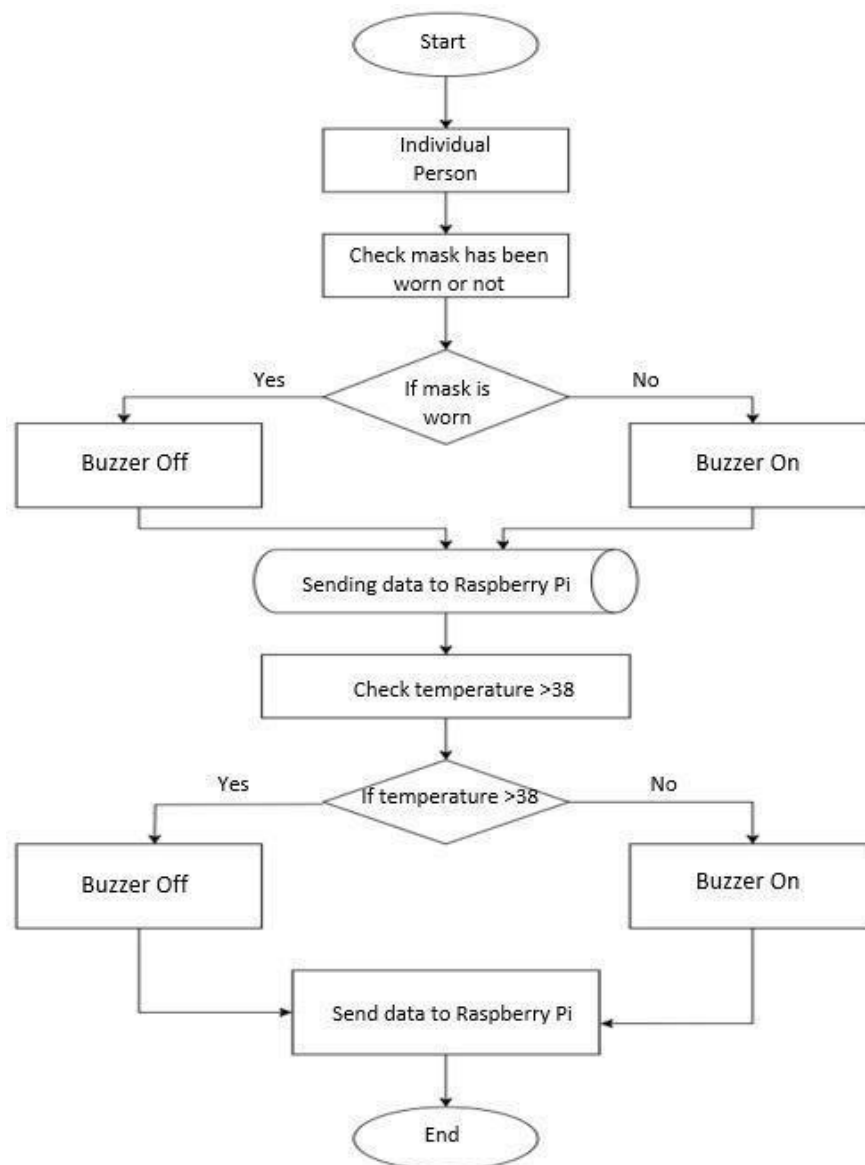 Start
Individual
Person
Check mask has been
worn or not
Yes
If mask is
worn
No
Buzzer Off
Buzzer On
Sending data to Raspberry Pi
Check temperature >38
Yes
If temperature >38
No
Buzzer Off
Buzzer On
Send data to Raspberry Pi
End